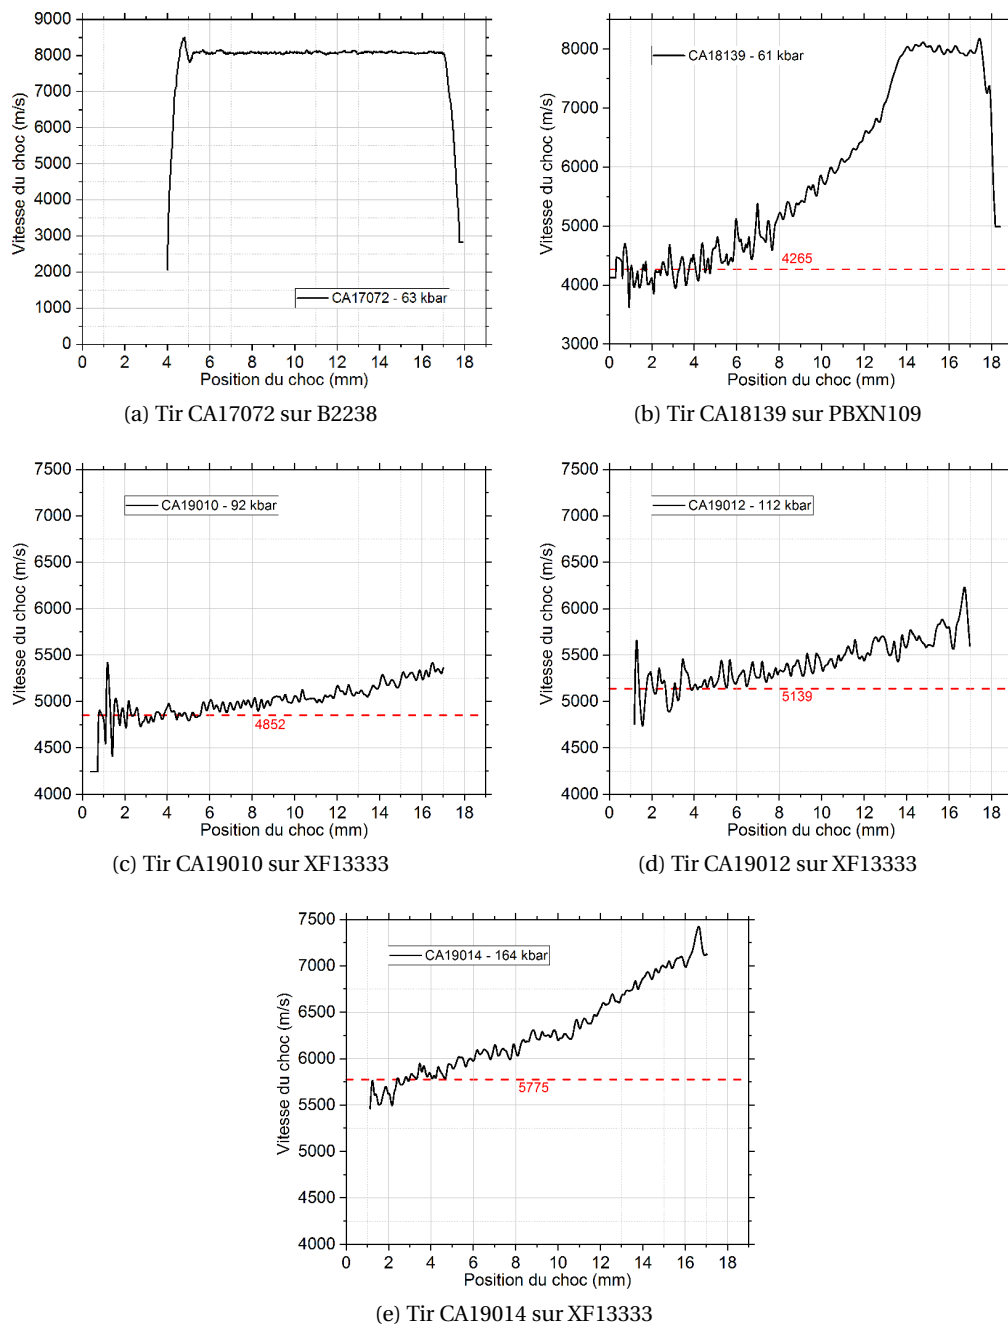 9000
8000
7000
6000
5000
4000
3000
2000
1000
0
Vitesse du choc (m/s)
CA17072 - 63 kbar
0 2 4 6 8 10 12 14 16 18
Position du choc (mm)
(a) Tir CA17072 sur B2238
8000
7000
6000
5000
4000
3000
Vitesse du choc (m/s)
CA18139 - 61 kbar
4265
0 2 4 6 8 10 12 14 16 18
Position du choc (mm)
(b) Tir CA18139 sur PBXN109
7500
7000
6500
6000
5500
5000
4500
4000
Vitesse du choc (m/s)
CA19010 - 92 kbar
4852
0 2 4 6 8 10 12 14 16 18
Position du choc (mm)
(c) Tir CA19010 sur XF13333
7500
7000
6500
6000
5500
5000
4500
4000
Vitesse du choc (m/s)
CA19012 - 112 kbar
5139
0 2 4 6 8 10 12 14 16 18
Position du choc (mm)
(d) Tir CA19012 sur XF13333
7500
7000
6500
6000
5500
5000
4500
4000
Vitesse du choc (m/s)
CA19014 - 164 kbar
5775
0 2 4 6 8 10 12 14 16 18
Position du choc (mm)
(e) Tir CA19014 sur XF13333